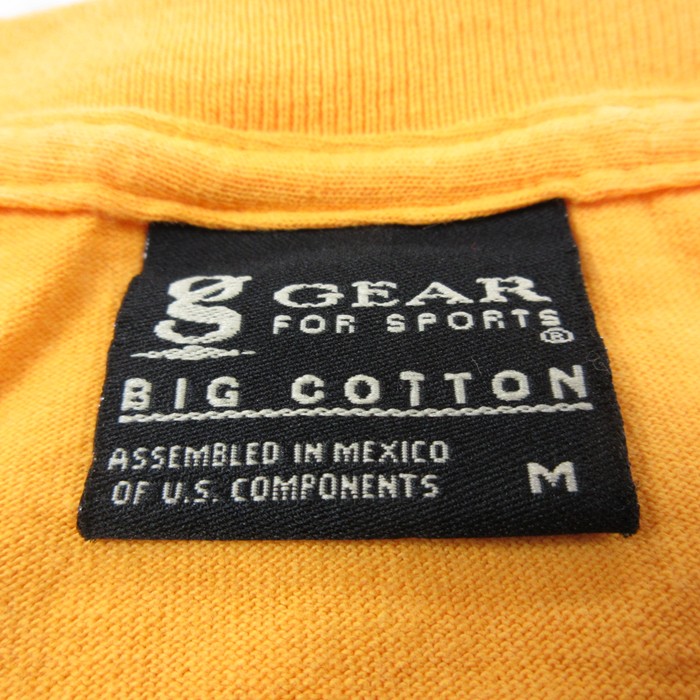 g GEAR
FOR SPORTS®
BIG COTTON
ASSEMBLED IN MEXICO
OF U.S. COMPONENTS
M